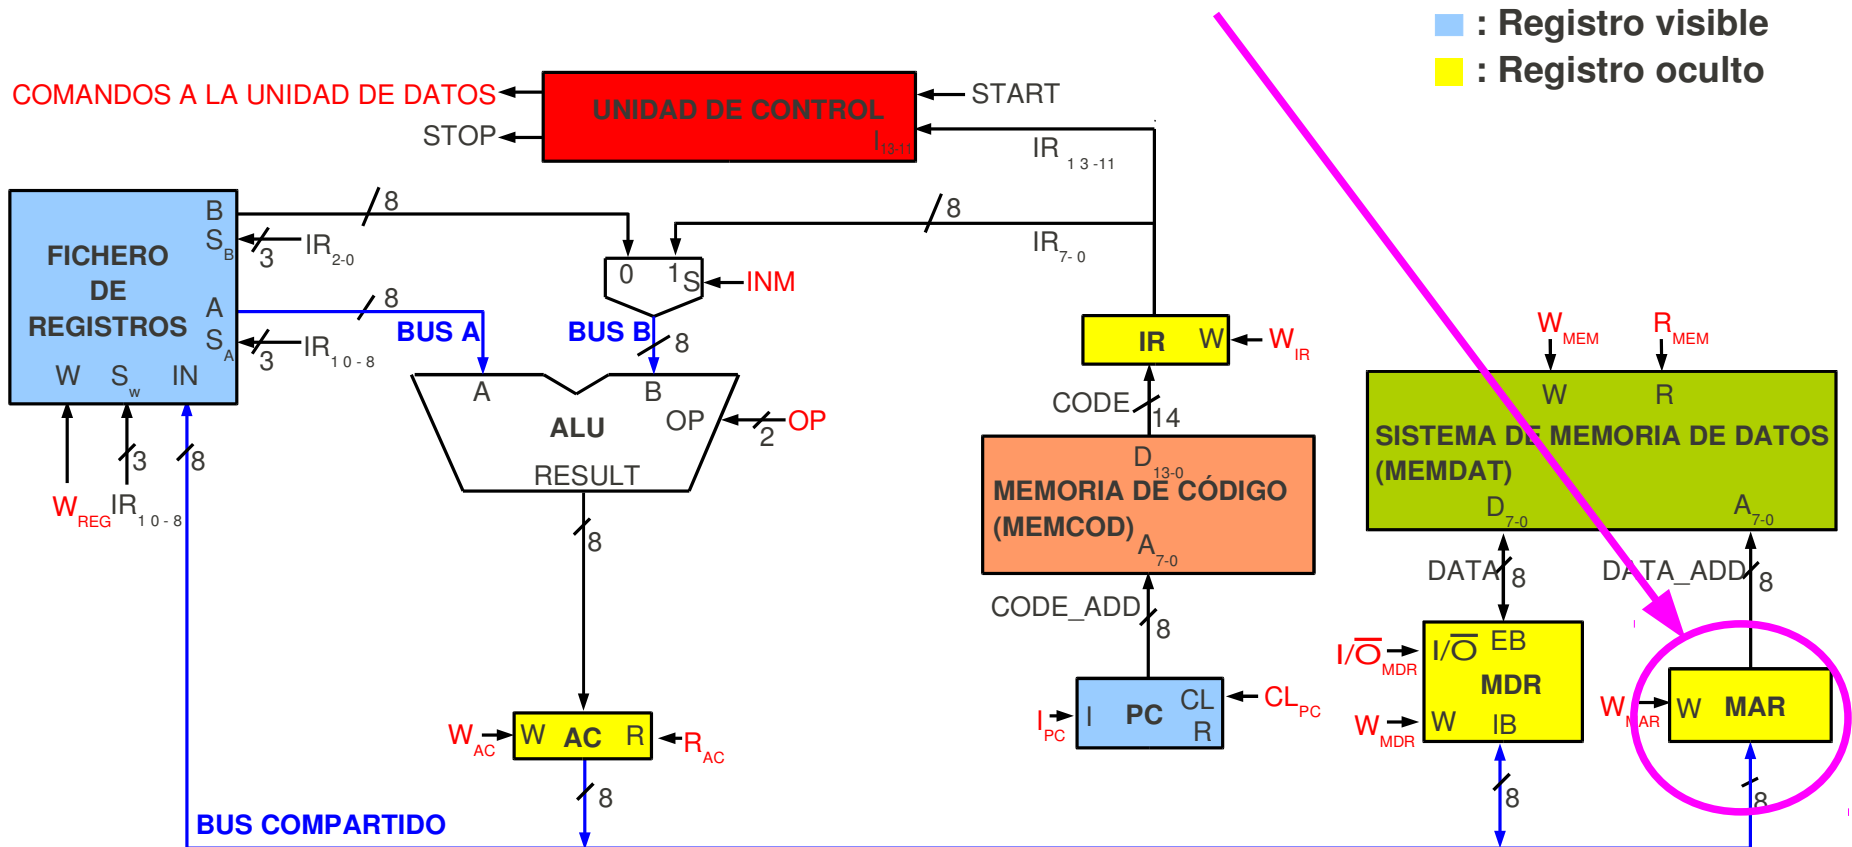 : Registro visible
: Registro oculto
COMANDOS A LA UNIDAD DE DATOS
STOP
UNIDAD DE CONTROL
I13-11
START
IR 13-11
FICHERO
DE
REGISTROS
B
SB
A
SA
W
Sw
IN
8
3
IR2-0
8
3
IR10-8
WREG
3
IR10-8
8
BUS A
0
1
S
INM
BUS B
8
8
IR7-0
A
B
ALU
OP
2
OP
RESULT
8
WAC
W
AC
R
RAC
8
BUS COMPARTIDO
IR
W
WIR
CODE
14
D13-0
MEMORIA DE CÓDIGO
(MEMCOD)
A7-0
CODE_ADD
8
IPC
I
PC
CL
R
CLPC
WMEM
RMEM
W
R
SISTEMA DE MEMORIA DE DATOS
(MEMDAT)
D7-0
A7-0
DATA
8
DATA_ADD
8
I/O̅MDR
I/O̅
EB
MDR
WMDR
W
IB
8
WMAR
W
MAR
8